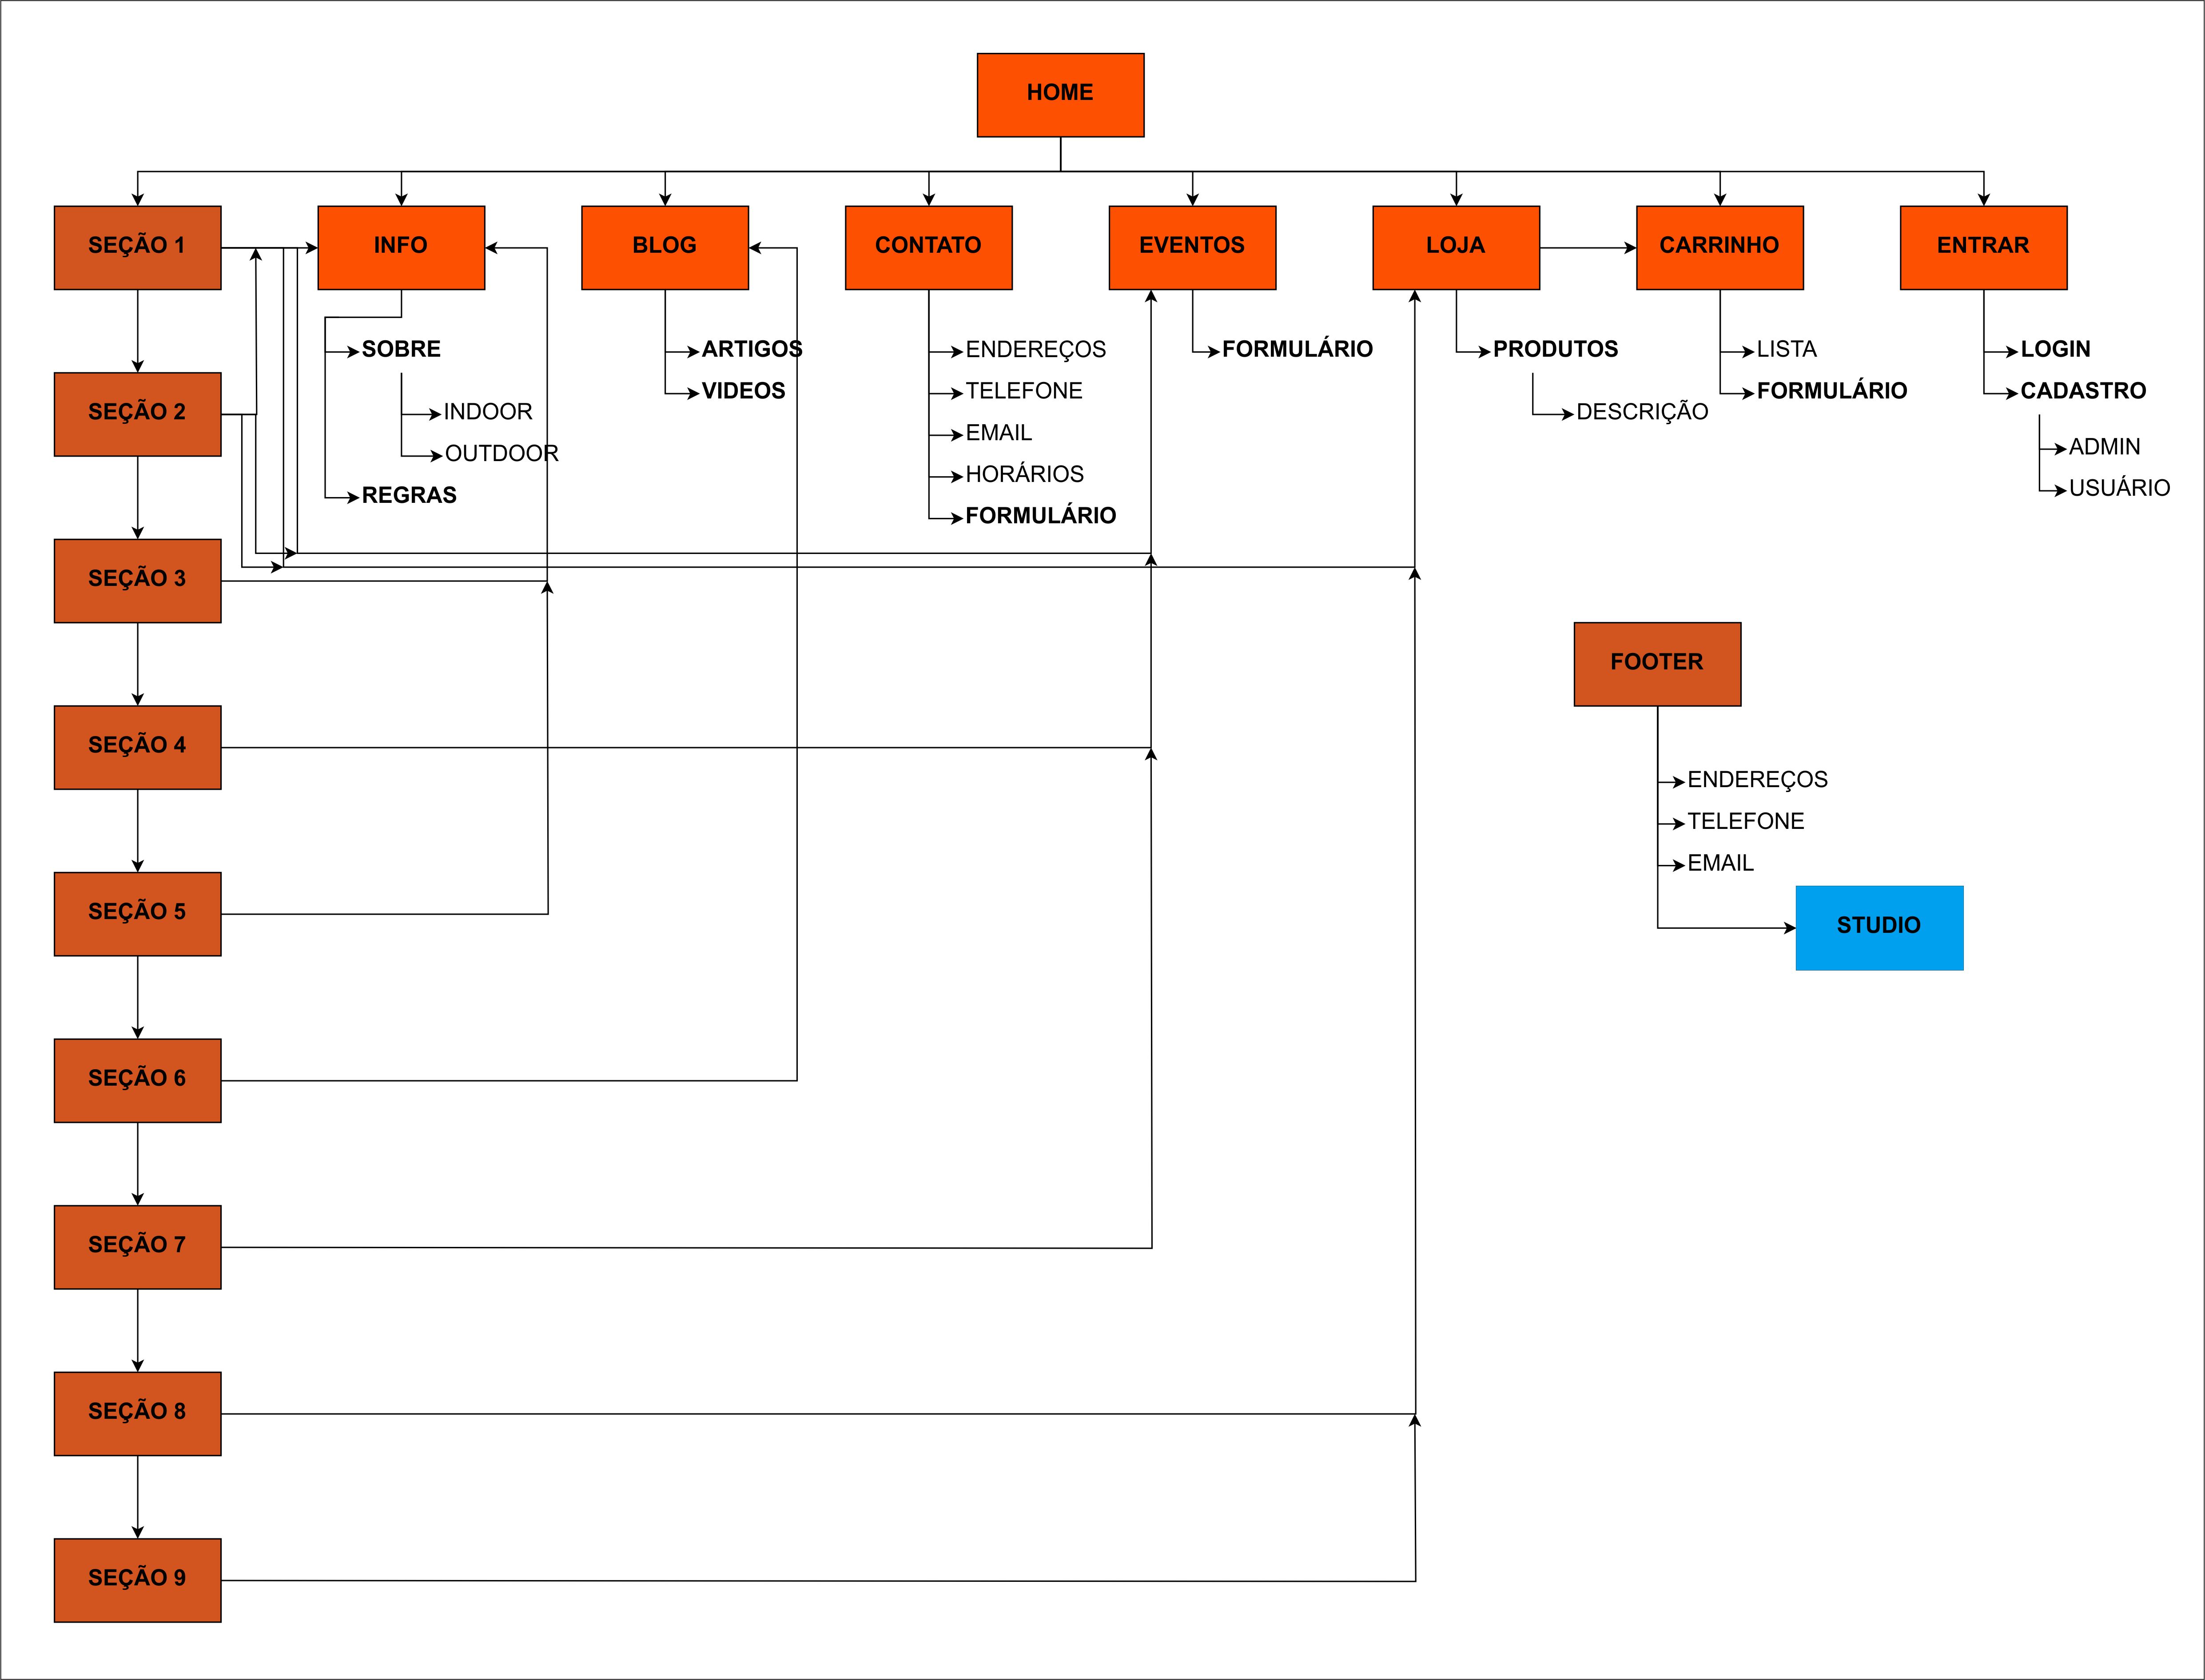 HOME
SEÇÃO 1
INFO
BLOG
CONTATO
EVENTOS
LOJA
CARRINHO
ENTRAR
SOBRE
INDOOR
OUTDOOR
REGRAS
ARTIGOS
VIDEOS
ENDEREÇOS
TELEFONE
EMAIL
HORÁRIOS
FORMULÁRIO
FORMULÁRIO
PRODUTOS
DESCRIÇÃO
LISTA
FORMULÁRIO
LOGIN
CADASTRO
ADMIN
USUÁRIO
SEÇÃO 2
SEÇÃO 3
SEÇÃO 4
SEÇÃO 5
SEÇÃO 6
SEÇÃO 7
SEÇÃO 8
SEÇÃO 9
FOOTER
ENDEREÇOS
TELEFONE
EMAIL
STUDIO